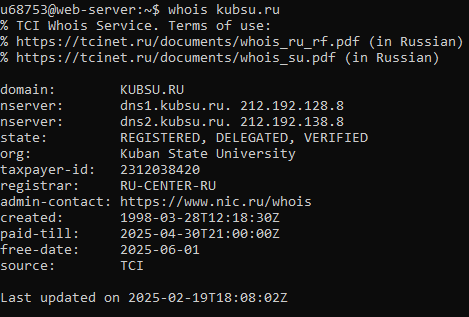 u68753@web-server:~$ whois kubsu.ru
% TCI Whois Service. Terms of use:
% https://tcinet.ru/documents/whois_ru_rf.pdf (in Russian)
% https://tcinet.ru/documents/whois_su.pdf (in Russian)

domain:        KUBSU.RU
nserver:       dns1.kubsu.ru. 212.192.128.8
nserver:       dns2.kubsu.ru. 212.192.138.8
state:         REGISTERED, DELEGATED, VERIFIED
org:           Kuban State University
taxpayer-id:   2312038420
registrar:     RU-CENTER-RU
admin-contact: https://www.nic.ru/whois
created:       1998-03-28T12:18:30Z
paid-till:     2025-04-30T21:00:00Z
free-date:     2025-06-01
source:        TCI

Last updated on 2025-02-19T18:08:02Z